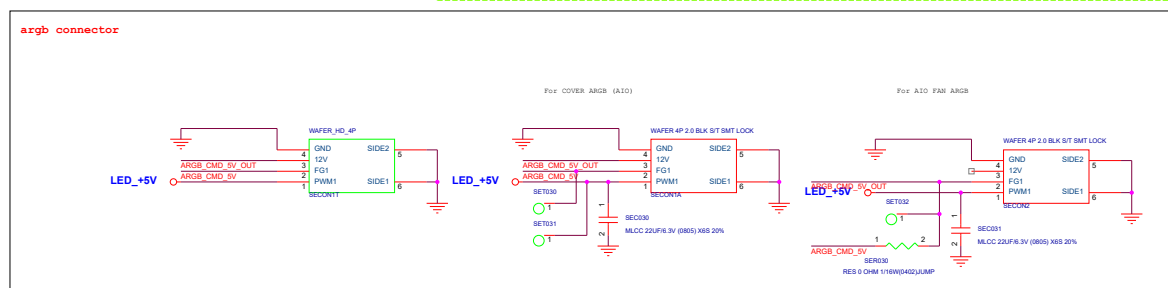 argb connector
For COVER ARGB (AIO)
For AIO FAN ARGB
WAFER_HD_4P
GND
12V
FG1
PWM1
SIDE2
SIDE1
4
3
2
1
5
6
SECON1T
ARGB_CMD_5V_OUT
ARGB_CMD_5V
LED_+5V
WAFER 4P 2.0 BLK S/T SMT LOCK
GND
12V
FG1
PWM1
SIDE2
SIDE1
4
3
2
1
5
6
SECON1A
ARGB_CMD_5V_OUT
ARGB_CMD_5V
LED_+5V
SET030
1
SET031
1
1
2
SEC030
MLCC 22UF/6.3V (0805) X6S 20%
WAFER 4P 2.0 BLK S/T SMT LOCK
GND
12V
FG1
PWM1
SIDE2
SIDE1
4
3
2
1
5
6
SECON2
ARGB_CMD_5V_OUT
LED_+5V
SET032
1
1
2
SEC031
MLCC 22UF/6.3V (0805) X6S 20%
ARGB_CMD_5V
1
2
SER030
RES 0 OHM 1/16W(0402)JUMP